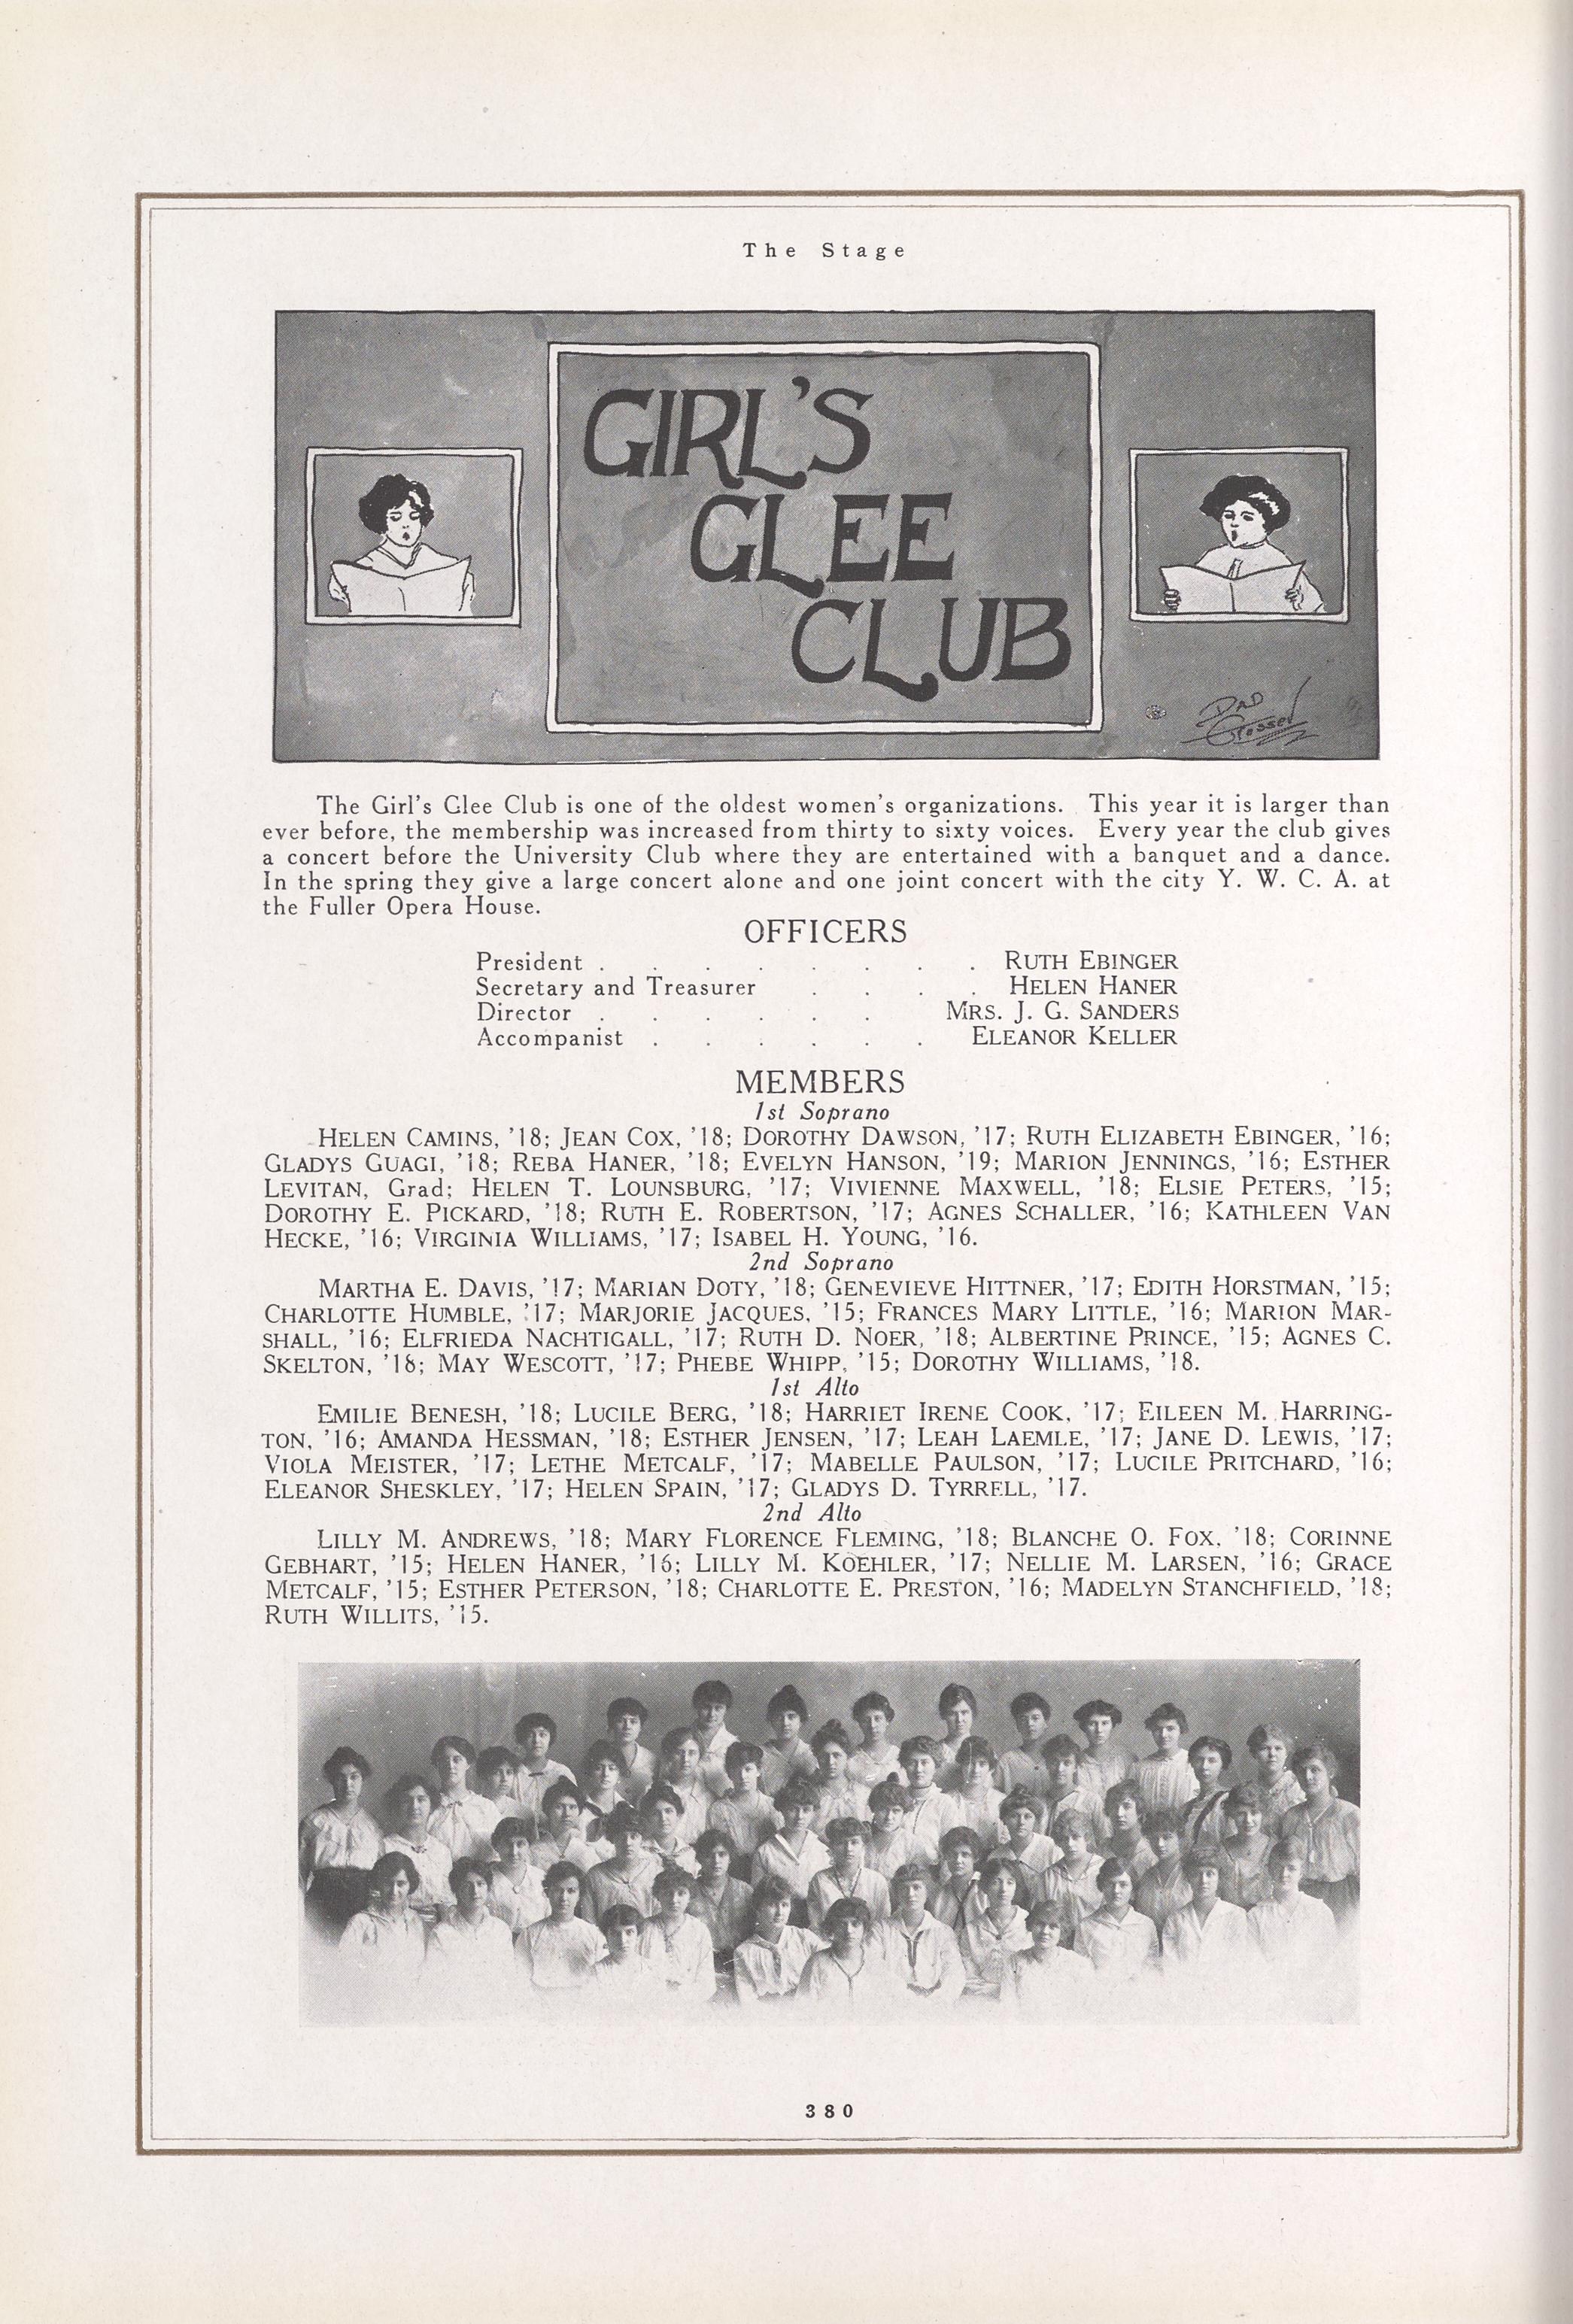 The Stage
GIRL'S
GLEE
CLUB
DAD
The Girl's Glee Club is one of the oldest women's organizations. This year it is larger than
ever before, the membership was increased from thirty to sixty voices. Every year the club gives
a concert before the University Club where they are entertained with a banquet and a dance.
In the spring they give a large concert alone and one joint concert with the city Y. W. C. A. at
the Fuller Opera House.
OFFICERS
President . . . . . . . . RUTH EBINGER
Secretary and Treasurer . . . . HELEN HANER
Director . . . . . . MRS. J. G. SANDERS
Accompanist . . . . . . ELEANOR KELLER
MEMBERS
1st Soprano
HELEN CAMINS, '18; JEAN COX, '18; DOROTHY DAWSON, '17; RUTH ELIZABETH EBINGER, '16;
GLADYS GUAGI, '18; REBA HANER, '18; EVELYN HANSON, '19; MARION JENNINGS, '16; ESTHER
LEVITAN, Grad; HELEN T. LOUNSBURG, '17; VIVIENNE MAXWELL, '18; ELSIE PETERS, '15;
DOROTHY E. PICKARD, '18; RUTH E. ROBERTSON, '17; AGNES SCHALLER, '16; KATHLEEN VAN
HECKE, '16; VIRGINIA WILLIAMS, '17; ISABEL H. YOUNG, '16.
2nd Soprano
MARTHA E. DAVIS, '17; MARIAN DOTY, '18; GENEVIEVE HITTNER, '17; EDITH HORSTMAN, '15;
CHARLOTTE HUMBLE, '17; MARJORIE JACQUES, '15; FRANCES MARY LITTLE, '16; MARION MAR-
SHALL, '16; ELFRIEDA NACHTIGALL, '17; RUTH D. NOER, '18; ALBERTINE PRINCE, '15; AGNES C.
SKELTON, '18; MAY WESCOTT, '17; PHEBE WHIPP, '15; DOROTHY WILLIAMS, '18.
1st Alto
EMILIE BENESH, '18; LUCILE BERG, '18; HARRIET IRENE COOK, '17; EILEEN M. HARRING-
TON, '16; AMANDA HESSMAN, '18; ESTHER JENSEN, '17; LEAH LAEMLE, '17; JANE D. LEWIS, '17;
VIOLA MEISTER, '17; LETHE METCALF, '17; MABELLE PAULSON, '17; LUCILE PRITCHARD, '16;
ELEANOR SHESKLEY, '17; HELEN SPAIN, '17; GLADYS D. TYRRELL, '17.
2nd Alto
LILLY M. ANDREWS, '18; MARY FLORENCE FLEMING, '18; BLANCHE O. FOX, '18; CORINNE
GEBHART, '15; HELEN HANER, '16; LILLY M. KOEHLER, '17; NELLIE M. LARSEN, '16; GRACE
METCALF, '15; ESTHER PETERSON, '18; CHARLOTTE E. PRESTON, '16; MADELYN STANCHFIELD, '18;
RUTH WILLITS, '15.
380